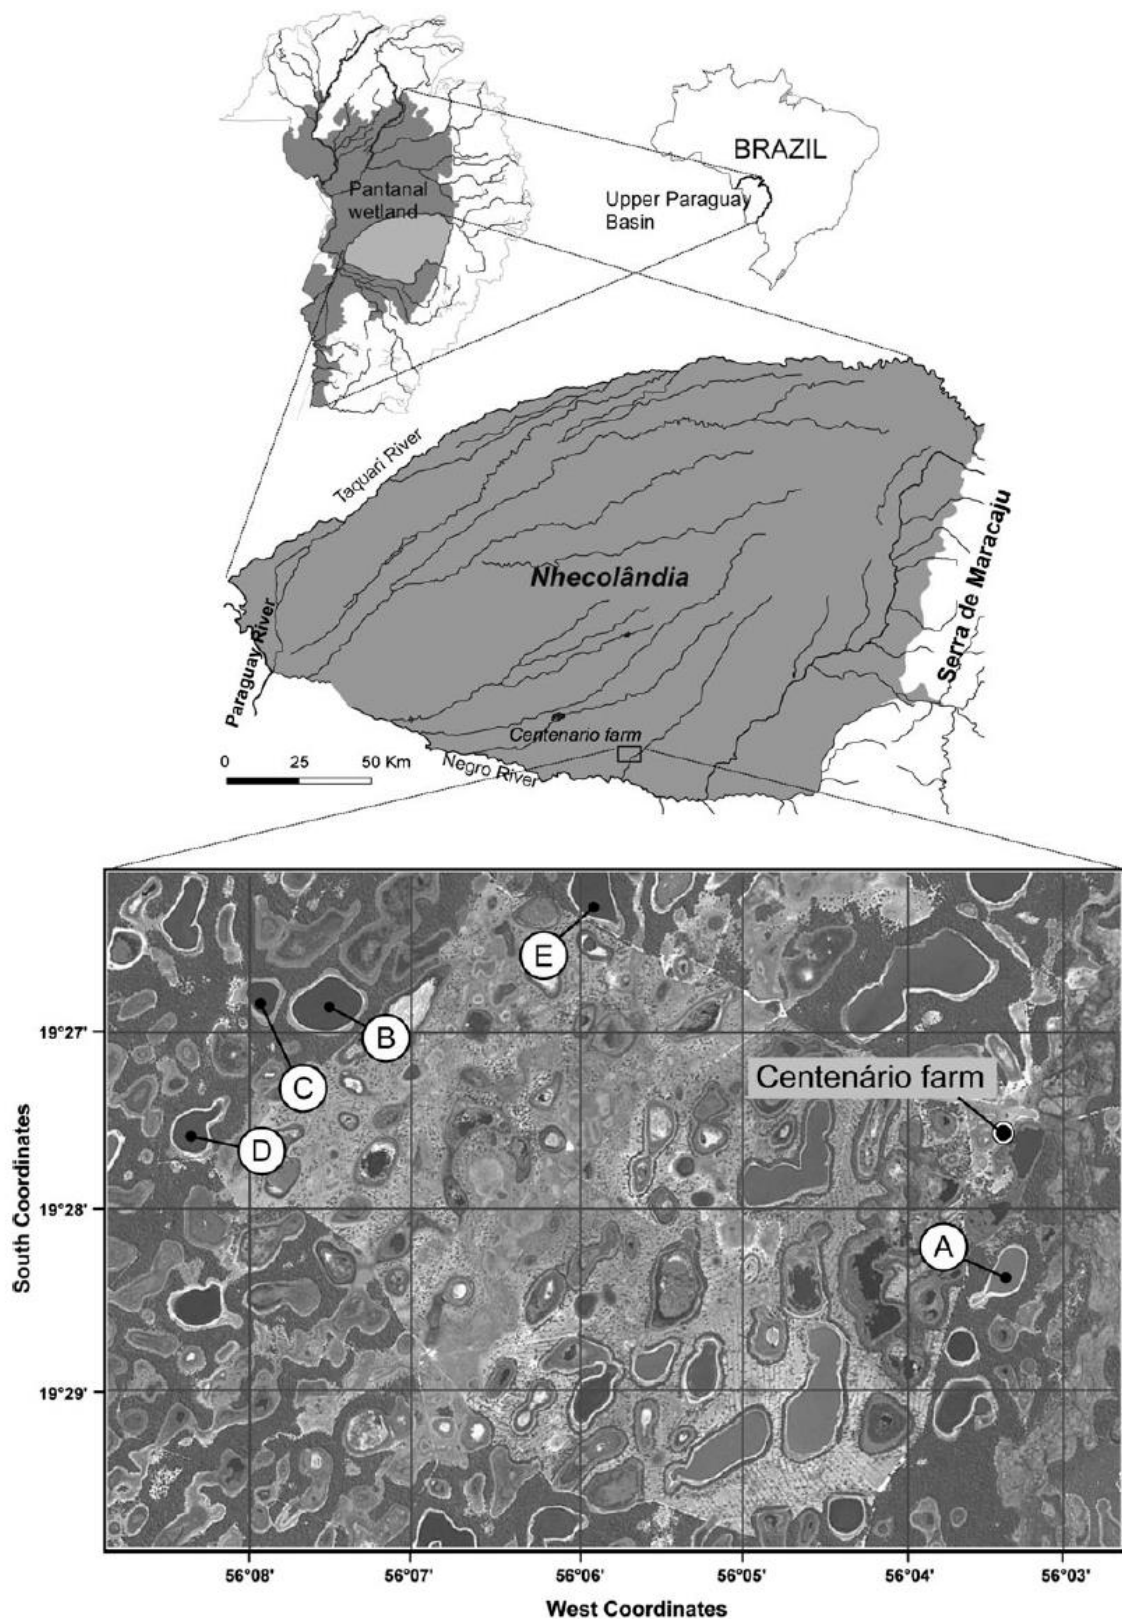 BRAZIL
Pantanal
wetland
Upper Paraguay
Basin
Taquari River
Nhecolândia
Serra de Maracaju
Paraguay River
Centenario farm
0 25 50 Km
Negro River
E
B
C
D
A
Centenário farm
19°27'
19°28'
19°29'
South Coordinates
56°08' 56°07' 56°06' 56°05' 56°04' 56°03'
West Coordinates